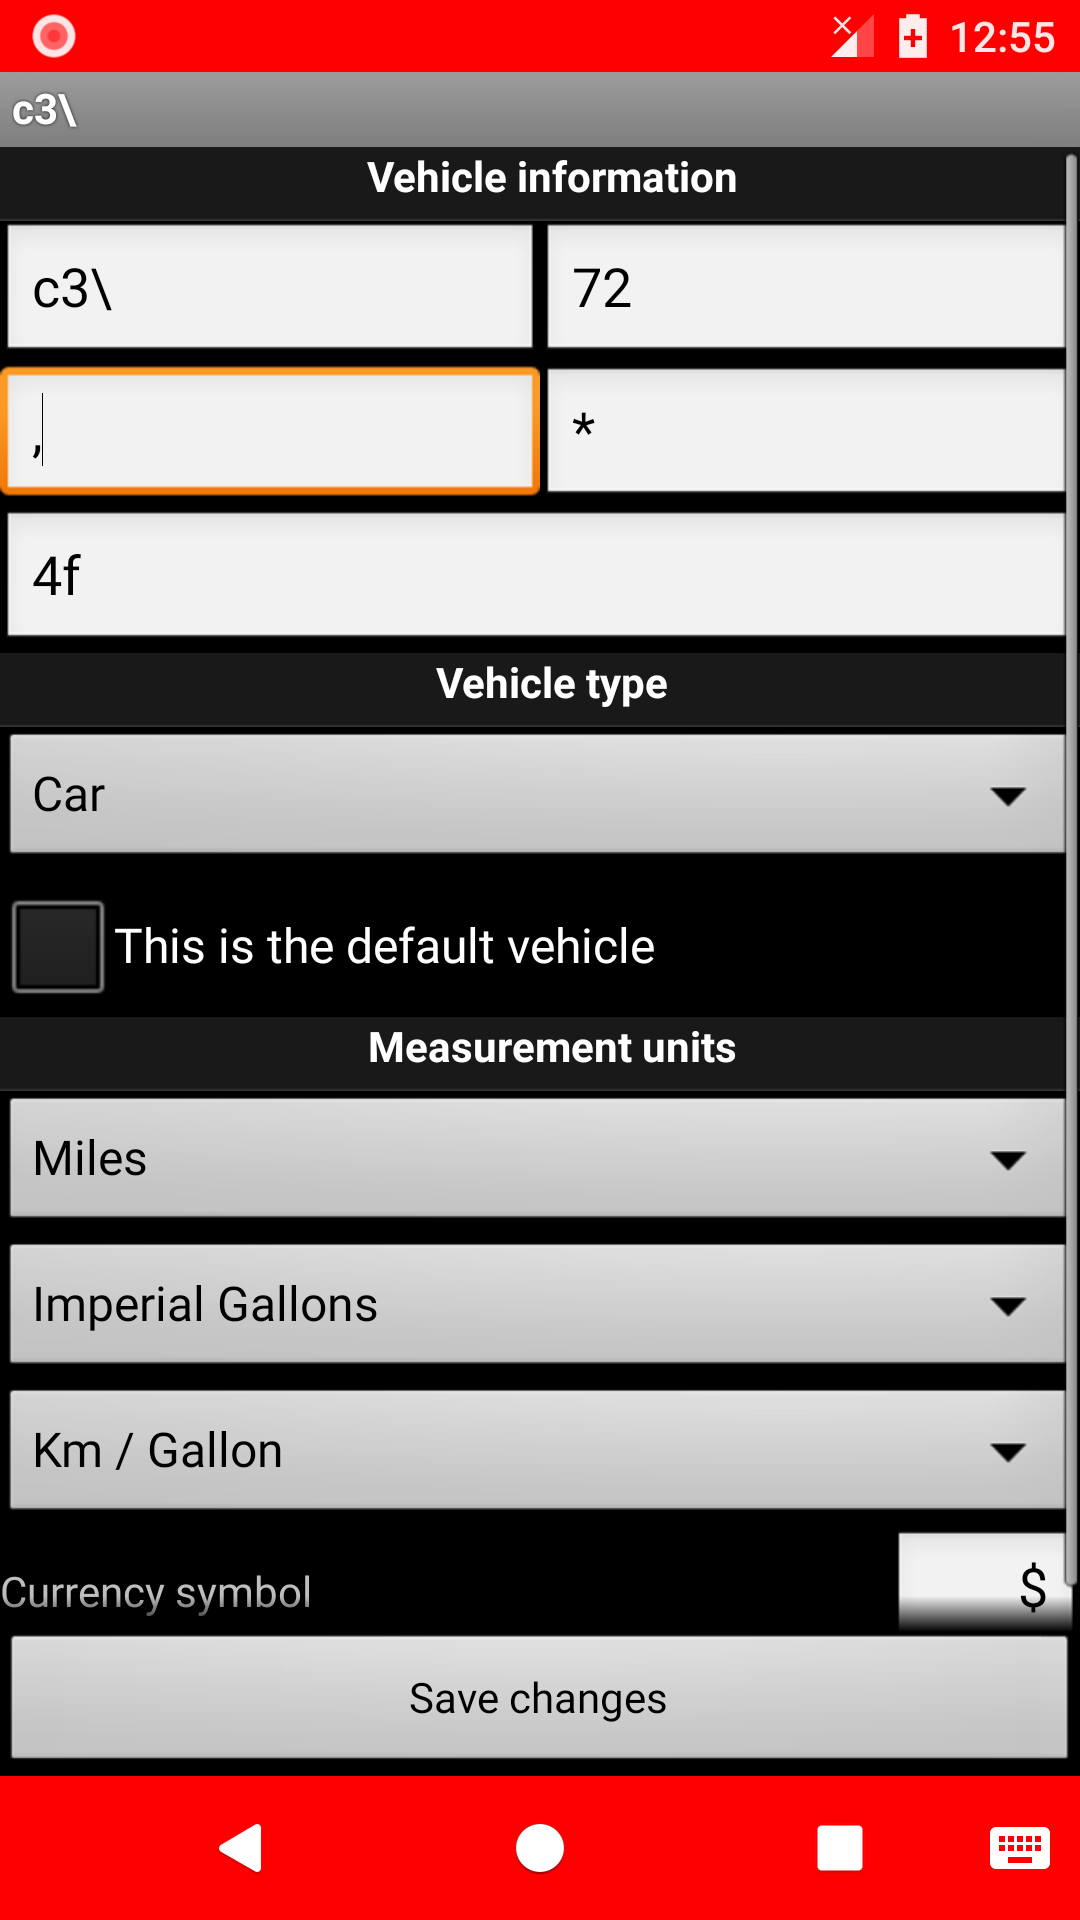 12:55
c3\
Vehicle information
c3\
72
,
*
4f
Vehicle type
Car
This is the default vehicle
Measurement units
Miles
Imperial Gallons
Km / Gallon
Currency symbol
$
Save changes